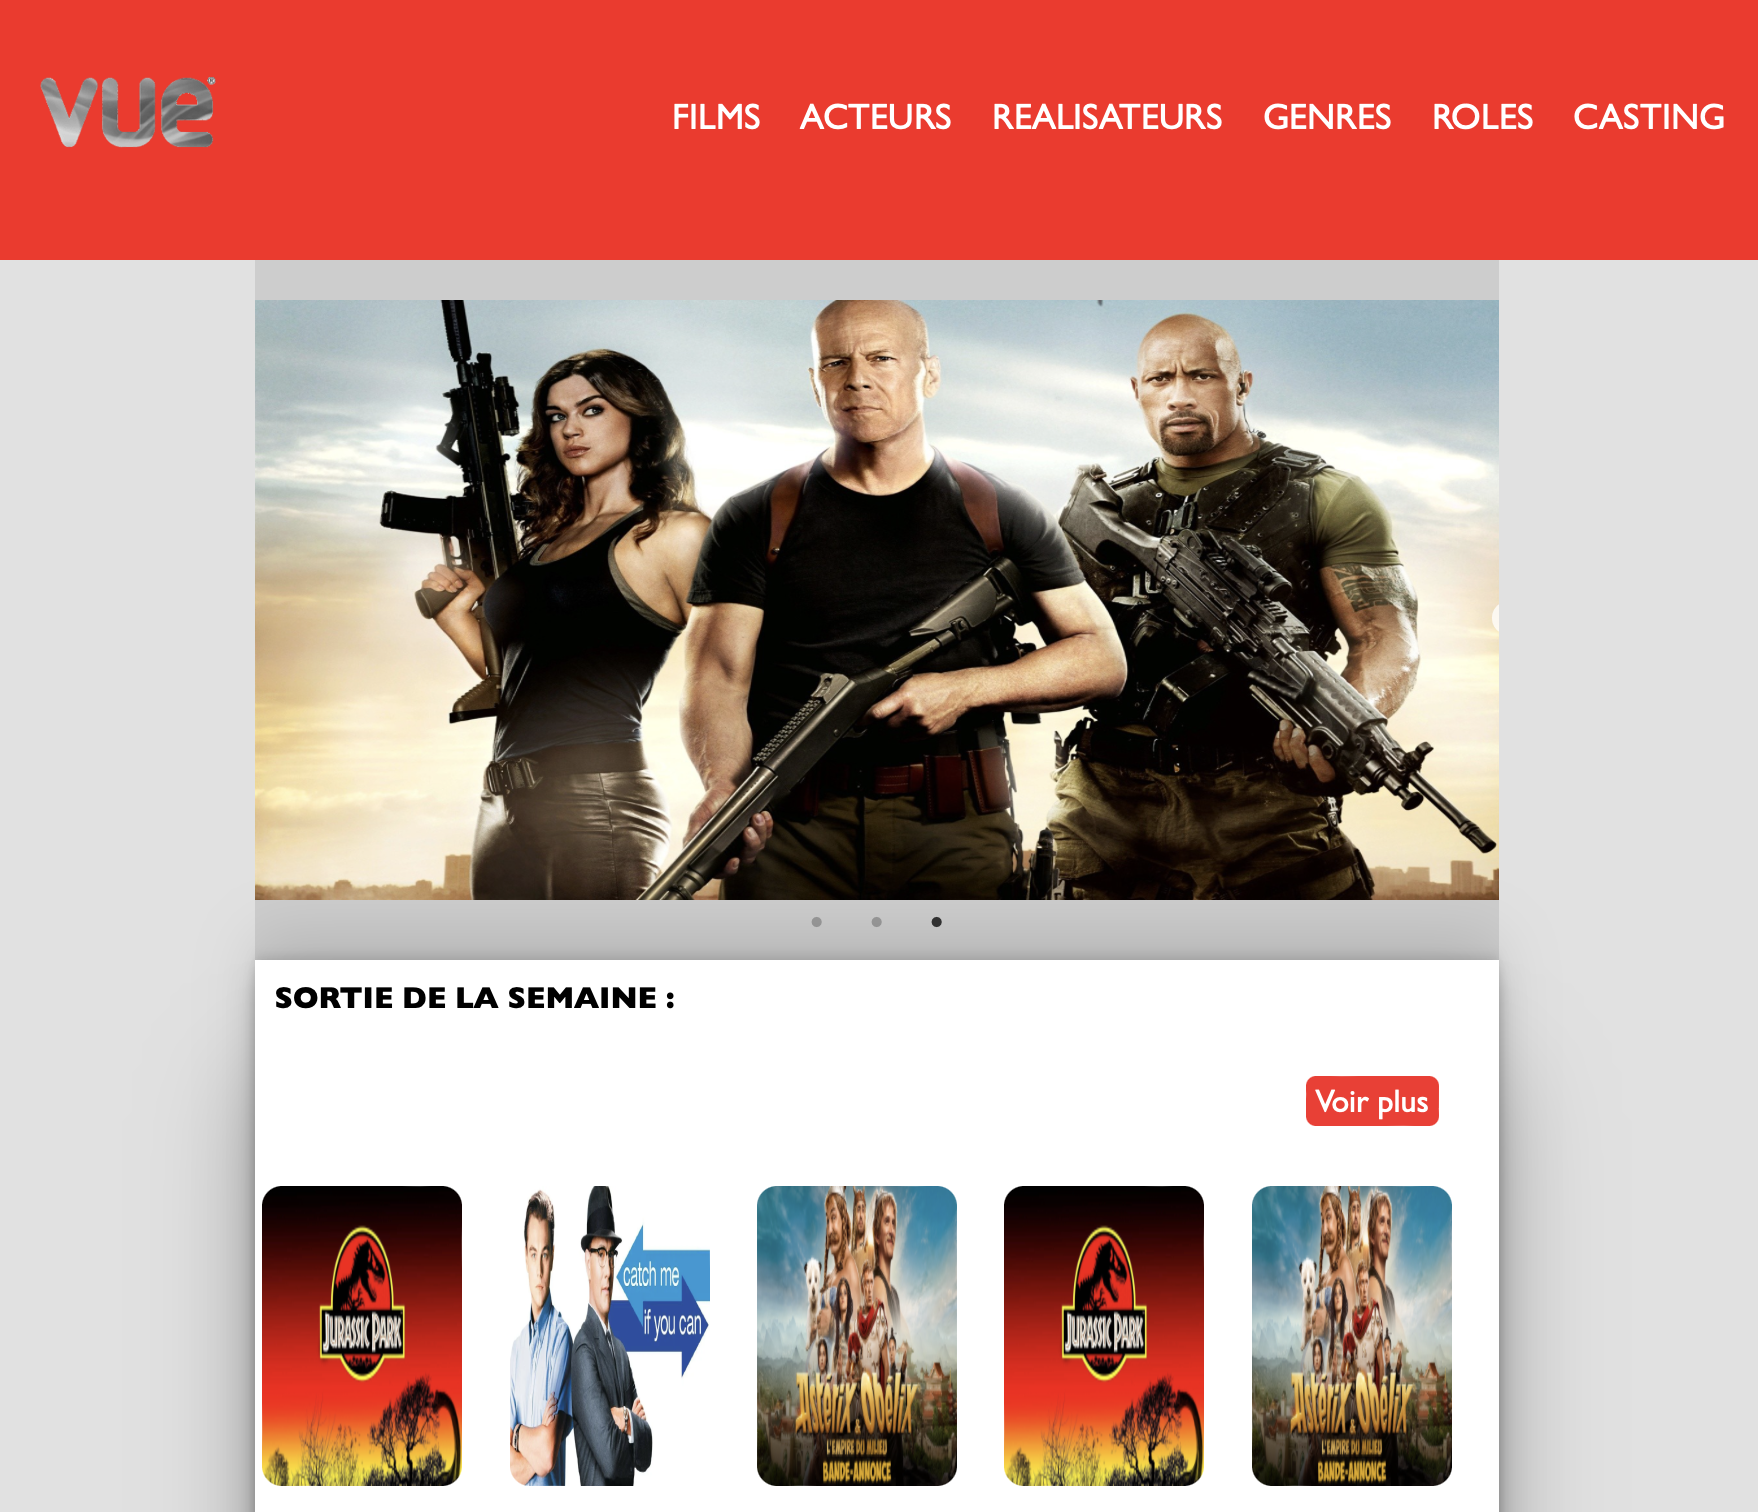 vue
FILMS ACTEURS REALISATEURS GENRES ROLES CASTING
SORTIE DE LA SEMAINE :
Voir plus
JURASSIC PARK
catch me
if you can
Astérix & Obélix
L'EMPIRE DU MILIEU
BANDE-ANNONCE
JURASSIC PARK
Astérix & Obélix
L'EMPIRE DU MILIEU
BANDE-ANNONCE